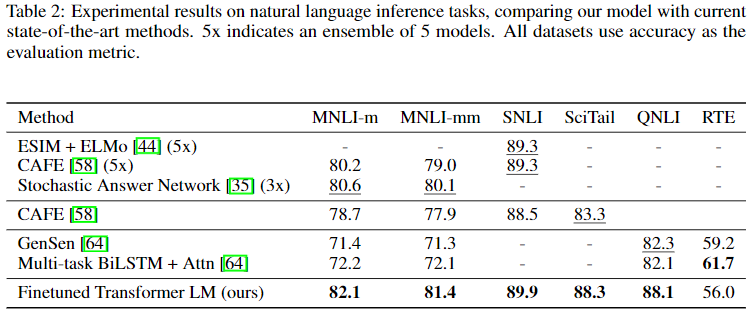 Table 2: Experimental results on natural language inference tasks, comparing our model with current
state-of-the-art methods. 5x indicates an ensemble of 5 models. All datasets use accuracy as the
evaluation metric.
Method MNLI-m MNLI-mm SNLI SciTail QNLI RTE
ESIM + ELMo [44] (5x) - - 89.3 - - -
CAFE [58] (5x) 80.2 79.0 89.3 - - -
Stochastic Answer Network [35] (3x) 80.6 80.1 - - - -
CAFE [58] 78.7 77.9 88.5 83.3
GenSen [64] 71.4 71.3 - - 82.3 59.2
Multi-task BiLSTM + Attn [64] 72.2 72.1 - - 82.1 61.7
Finetuned Transformer LM (ours) 82.1 81.4 89.9 88.3 88.1 56.0